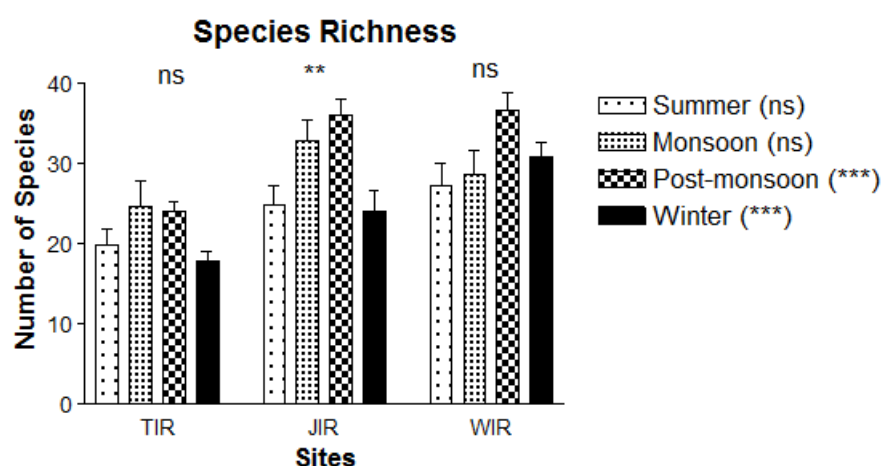 Species Richness
ns ** ns
40
30
20
10
0
Number of Species
TIR JIR WIR
Sites
Summer (ns)
Monsoon (ns)
Post-monsoon (***)
Winter (***)